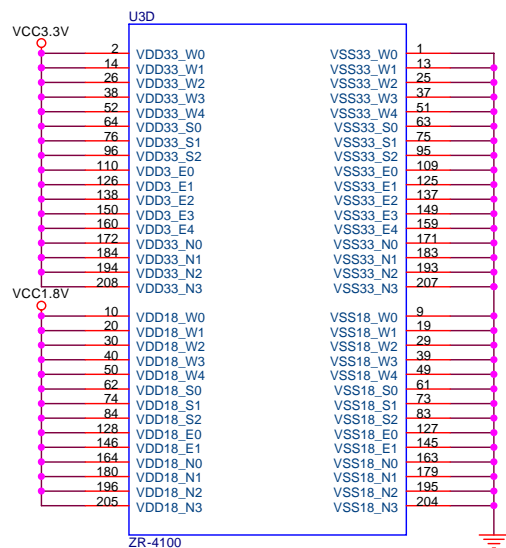 U3D
VCC3.3V
2 VDD33_W0 VSS33_W0 1
14 VDD33_W1 VSS33_W1 13
26 VDD33_W2 VSS33_W2 25
38 VDD33_W3 VSS33_W3 37
52 VDD33_W4 VSS33_W4 51
64 VDD33_S0 VSS33_S0 63
76 VDD33_S1 VSS33_S1 75
96 VDD33_S2 VSS33_S2 95
110 VDD3_E0 VSS33_E0 109
126 VDD3_E1 VSS33_E1 125
138 VDD3_E2 VSS33_E2 137
150 VDD3_E3 VSS33_E3 149
160 VDD3_E4 VSS33_E4 159
172 VDD33_N0 VSS33_N0 171
184 VDD33_N1 VSS33_N1 183
194 VDD33_N2 VSS33_N2 193
208 VDD33_N3 VSS33_N3 207
VCC1.8V
10 VDD18_W0 VSS18_W0 9
20 VDD18_W1 VSS18_W1 19
30 VDD18_W2 VSS18_W2 29
40 VDD18_W3 VSS18_W3 39
50 VDD18_W4 VSS18_W4 49
62 VDD18_S0 VSS18_S0 61
74 VDD18_S1 VSS18_S1 73
84 VDD18_S2 VSS18_S2 83
128 VDD18_E0 VSS18_E0 127
146 VDD18_E1 VSS18_E1 145
164 VDD18_N0 VSS18_N0 163
180 VDD18_N1 VSS18_N1 179
196 VDD18_N2 VSS18_N2 195
205 VDD18_N3 VSS18_N3 204
ZR-4100